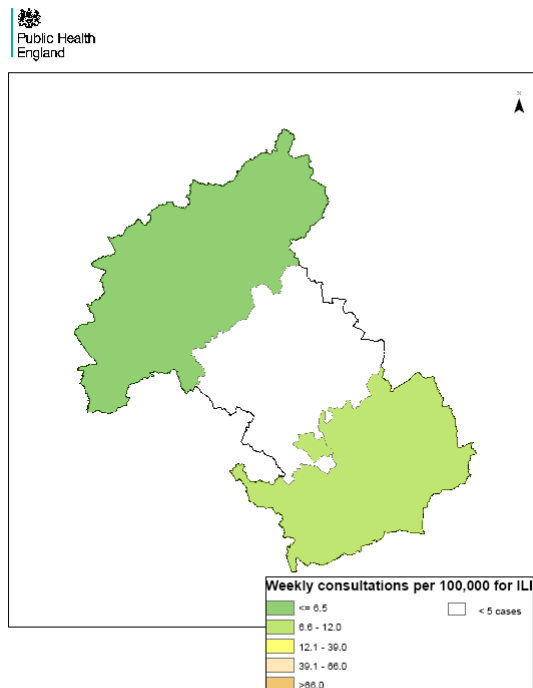 Public Health
England
N
Weekly consultations per 100,000 for ILI
<= 6.5
< 5 cases
6.6 - 12.0
12.1 - 39.0
39.1 - 66.0
>66.0